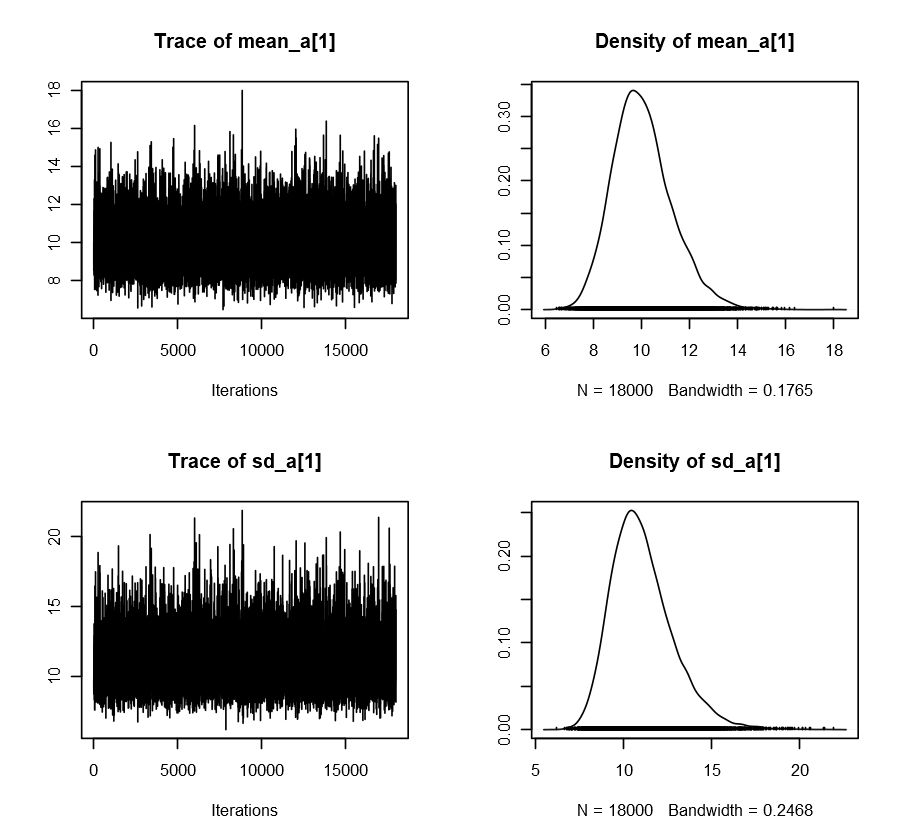 Trace of mean_a[1]
18
16
14
12
10
8
0 5000 10000 15000
Iterations
Density of mean_a[1]
0.30
0.20
0.10
0.00
6 8 10 12 14 16 18
N = 18000 Bandwidth = 0.1765
Trace of sd_a[1]
20
15
10
0 5000 10000 15000
Iterations
Density of sd_a[1]
0.20
0.10
0.00
5 10 15 20
N = 18000 Bandwidth = 0.2468